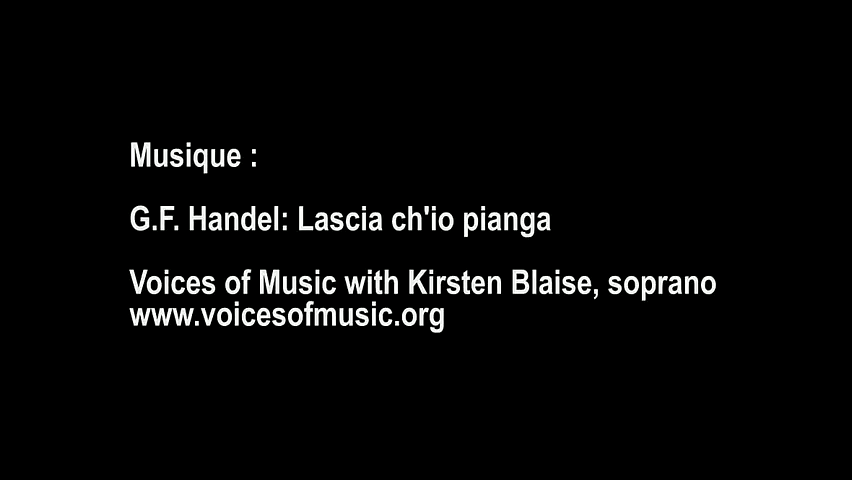 Musique :
G.F. Handel: Lascia ch'io pianga
Voices of Music with Kirsten Blaise, soprano
www.voicesofmusic.org